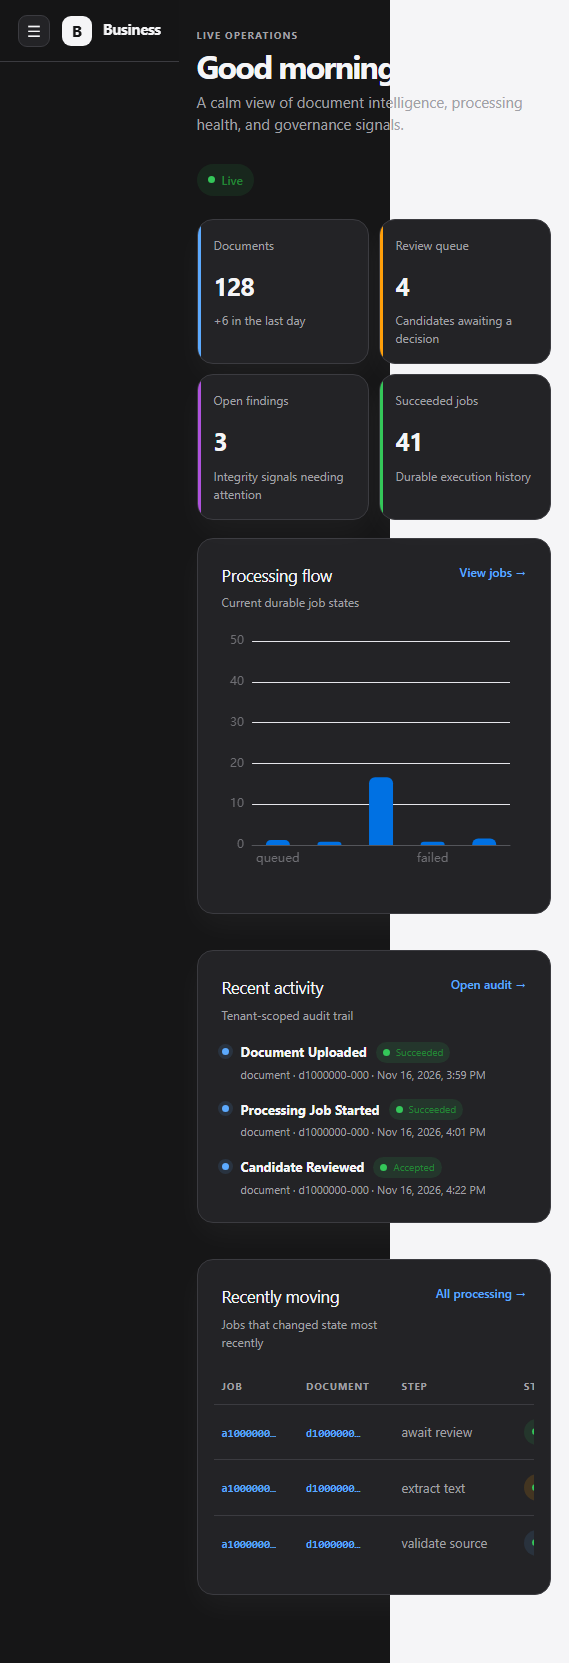 B Business
LIVE OPERATIONS
Good morning
A calm view of document intelligence, processing
health, and governance signals.
Live
Documents
128
+6 in the last day
Review queue
4
Candidates awaiting a
decision
Open findings
3
Integrity signals needing
attention
Succeeded jobs
41
Durable execution history
Processing flow
View jobs →
Current durable job states
50
40
30
20
10
0
queued failed
Recent activity
Open audit →
Tenant-scoped audit trail
Document Uploaded Succeeded
document · d1000000-000 · Nov 16, 2026, 3:59 PM
Processing Job Started Succeeded
document · d1000000-000 · Nov 16, 2026, 4:01 PM
Candidate Reviewed Accepted
document · d1000000-000 · Nov 16, 2026, 4:22 PM
Recently moving
All processing →
Jobs that changed state most
recently
JOB DOCUMENT STEP
a1000000… d1000000… await review
a1000000… d1000000… extract text
a1000000… d1000000… validate source